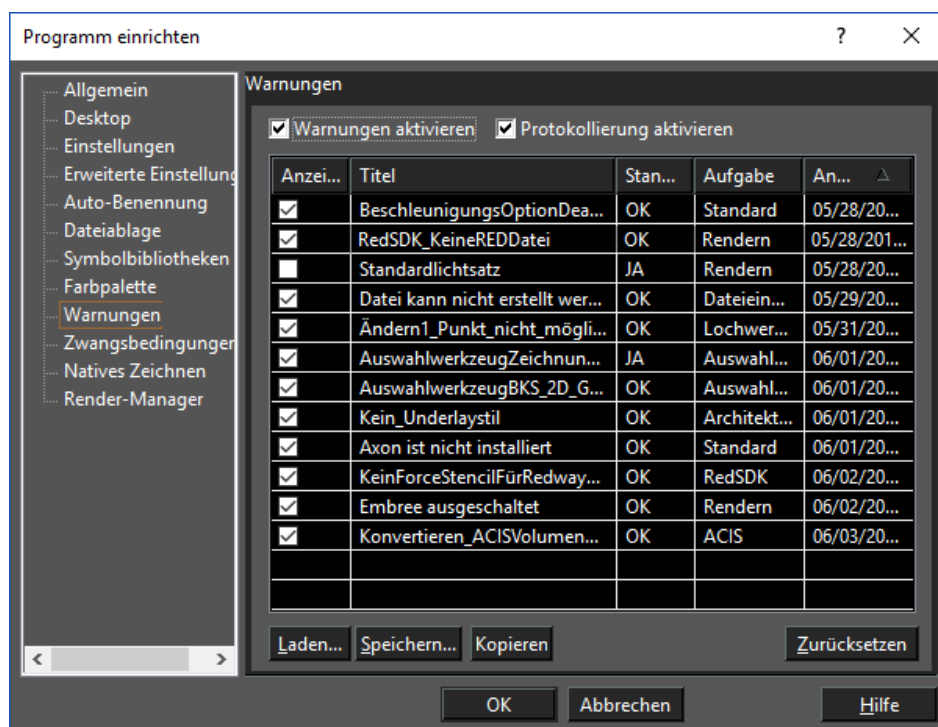 Programm einrichten ?
Allgemein
Desktop
Einstellungen
Erweiterte Einstellung
Auto-Benennung
Dateiablage
Symbolbibliotheken
Farbpalette
Warnungen
Zwangsbedingungen
Natives Zeichnen
Render-Manager
Warnungen
Warnungen aktivieren Protokollierung aktivieren
Anzei... Titel Stan... Aufgabe An...
BeschleunigungsOptionDea... OK Standard 05/28/20...
RedSDK_KeineREDDatei OK Rendern 05/28/201...
Standardlichtsatz JA Rendern 05/28/20...
Datei kann nicht erstellt wer... OK Dateiein... 05/29/20...
Ändern1_Punkt_nicht_mögli... OK Lochwer... 05/31/20...
AuswahlwerkzeugZeichnun... JA Auswahl... 06/01/20...
AuswahlwerkzeugBKS_2D_G... OK Auswahl... 06/01/20...
Kein_Underlaystil OK Architekt... 06/01/20...
Axon ist nicht installiert OK Standard 06/01/20...
KeinForceStencilFürRedway... OK RedSDK 06/02/20...
Embree ausgeschaltet OK Rendern 06/02/20...
Konvertieren_ACISVolumen... OK ACIS 06/03/20...
Laden... Speichern... Kopieren Zurücksetzen
OK Abbrechen Hilfe